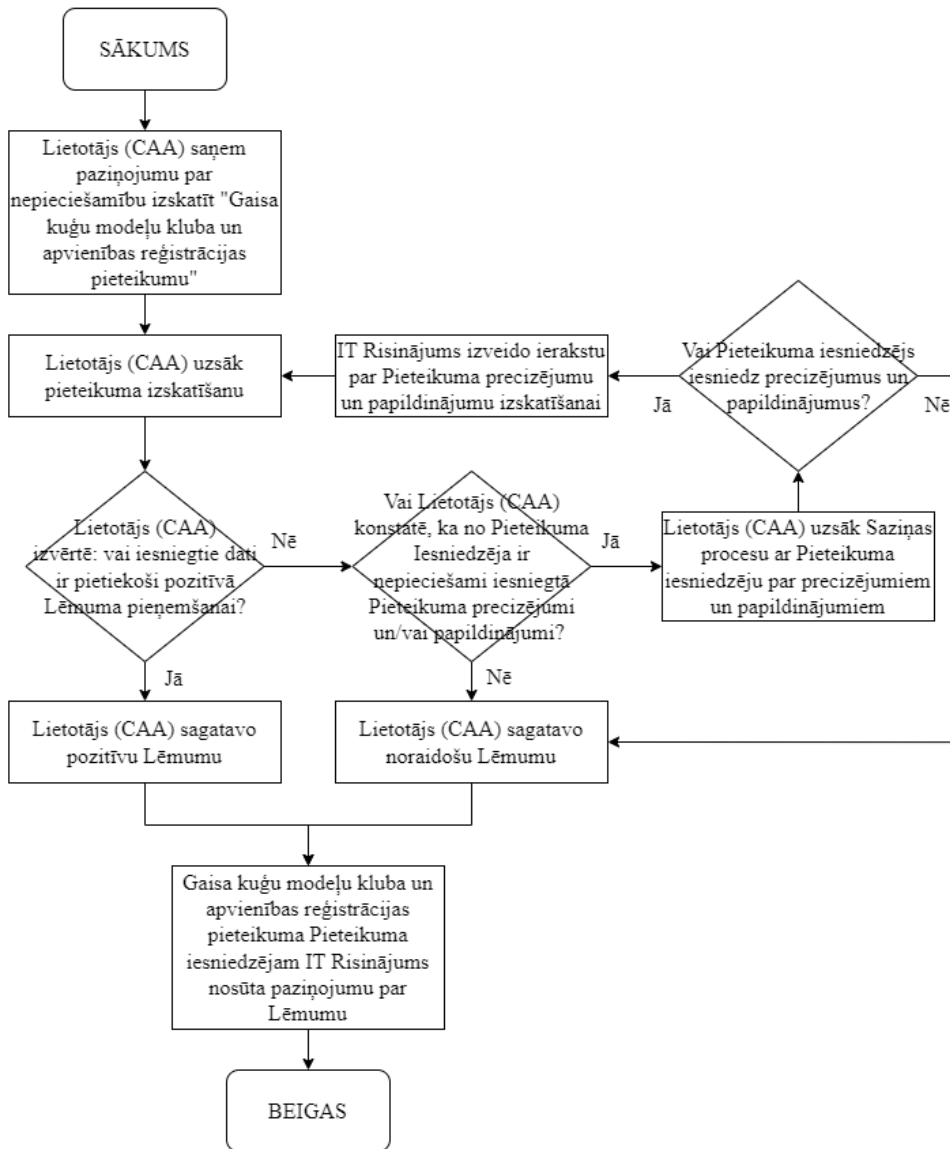 SĀKUMS
Lietotājs (CAA) saņem
paziņojumu par
nepieciešamību izskatīt "Gaisa
kuģu modeļu kluba un
apvienības reģistrācijas
pieteikumu"
Lietotājs (CAA) uzsāk
pieteikuma izskatīšanu
IT Risinājums izveido ierakstu
par Pieteikuma precizējumu
un papildinājumu izskatīšanai
Vai Pieteikuma iesniedzējs
iesniedz precizējumus un
papildinājumus?
Jā
Nē
Lietotājs (CAA)
izvērtē: vai iesniegtie dati
ir pietiekoši pozitīvā
Lēmuma pieņemšanai?
Nē
Jā
Vai Lietotājs (CAA)
konstatē, ka no Pieteikuma
Iesniedzēja ir
nepieciešami iesniegtā
Pieteikuma precizējumi
un/vai papildinājumi?
Jā
Nē
Lietotājs (CAA) uzsāk Saziņas
procesu ar Pieteikuma
iesniedzēju par precizējumiem
un papildinājumiem
Lietotājs (CAA) sagatavo
pozitīvu Lēmumu
Lietotājs (CAA) sagatavo
noraidošu Lēmumu
Gaisa kuģu modeļu kluba un
apvienības reģistrācijas
pieteikuma Pieteikuma
iesniedzējam IT Risinājums
nosūta paziņojumu par
Lēmumu
BEIGAS